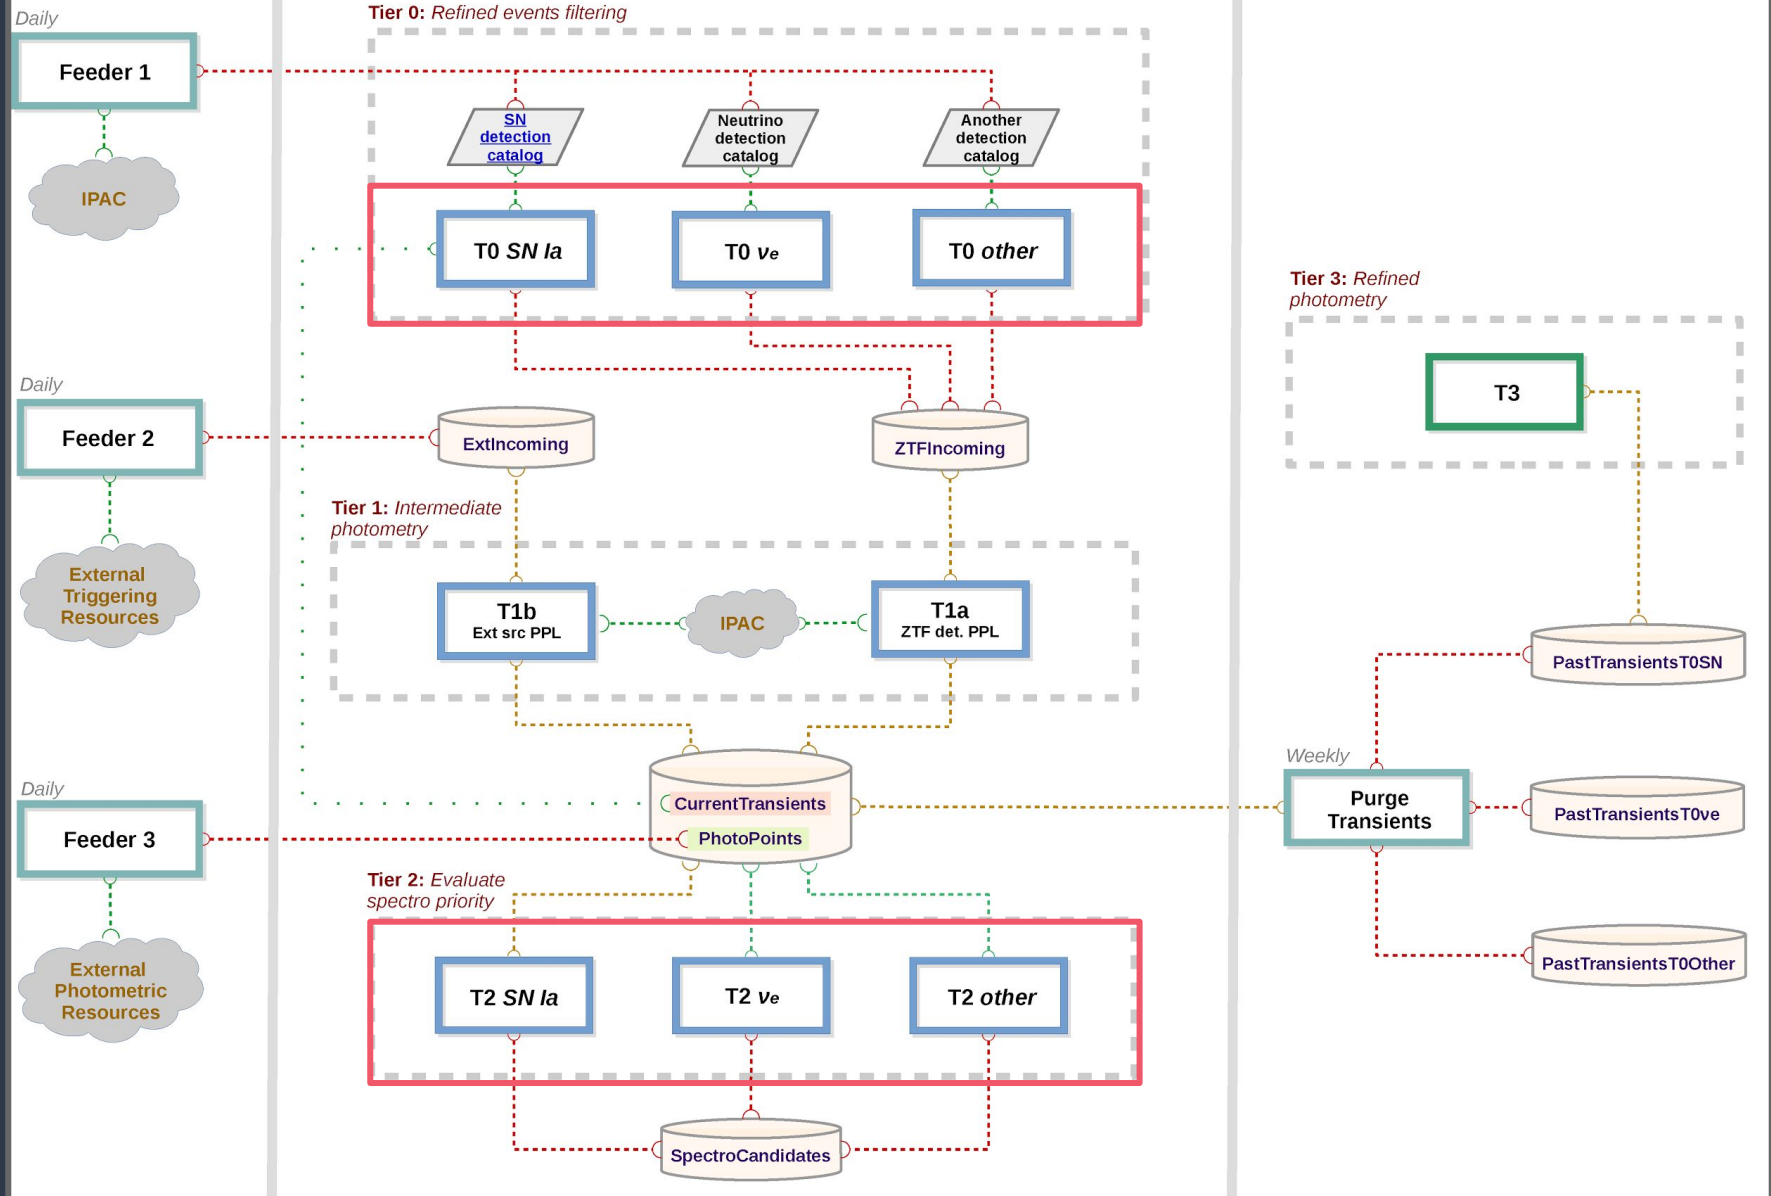 Daily
Feeder 1
IPAC
Tier 0: Refined events filtering
SN
detection
catalog
Neutrino
detection
catalog
Another
detection
catalog
T0 SN Ia
T0 νe
T0 other
Daily
Feeder 2
External
Triggering
Resources
ExtIncoming
ZTFIncoming
Tier 1: Intermediate
photometry
T1b
Ext src PPL
IPAC
T1a
ZTF det. PPL
Daily
Feeder 3
External
Photometric
Resources
CurrentTransients
PhotoPoints
Tier 2: Evaluate
spectro priority
T2 SN Ia
T2 νe
T2 other
SpectroCandidates
Tier 3: Refined
photometry
T3
Weekly
Purge
Transients
PastTransientsT0SN
PastTransientsT0νe
PastTransientsT0Other